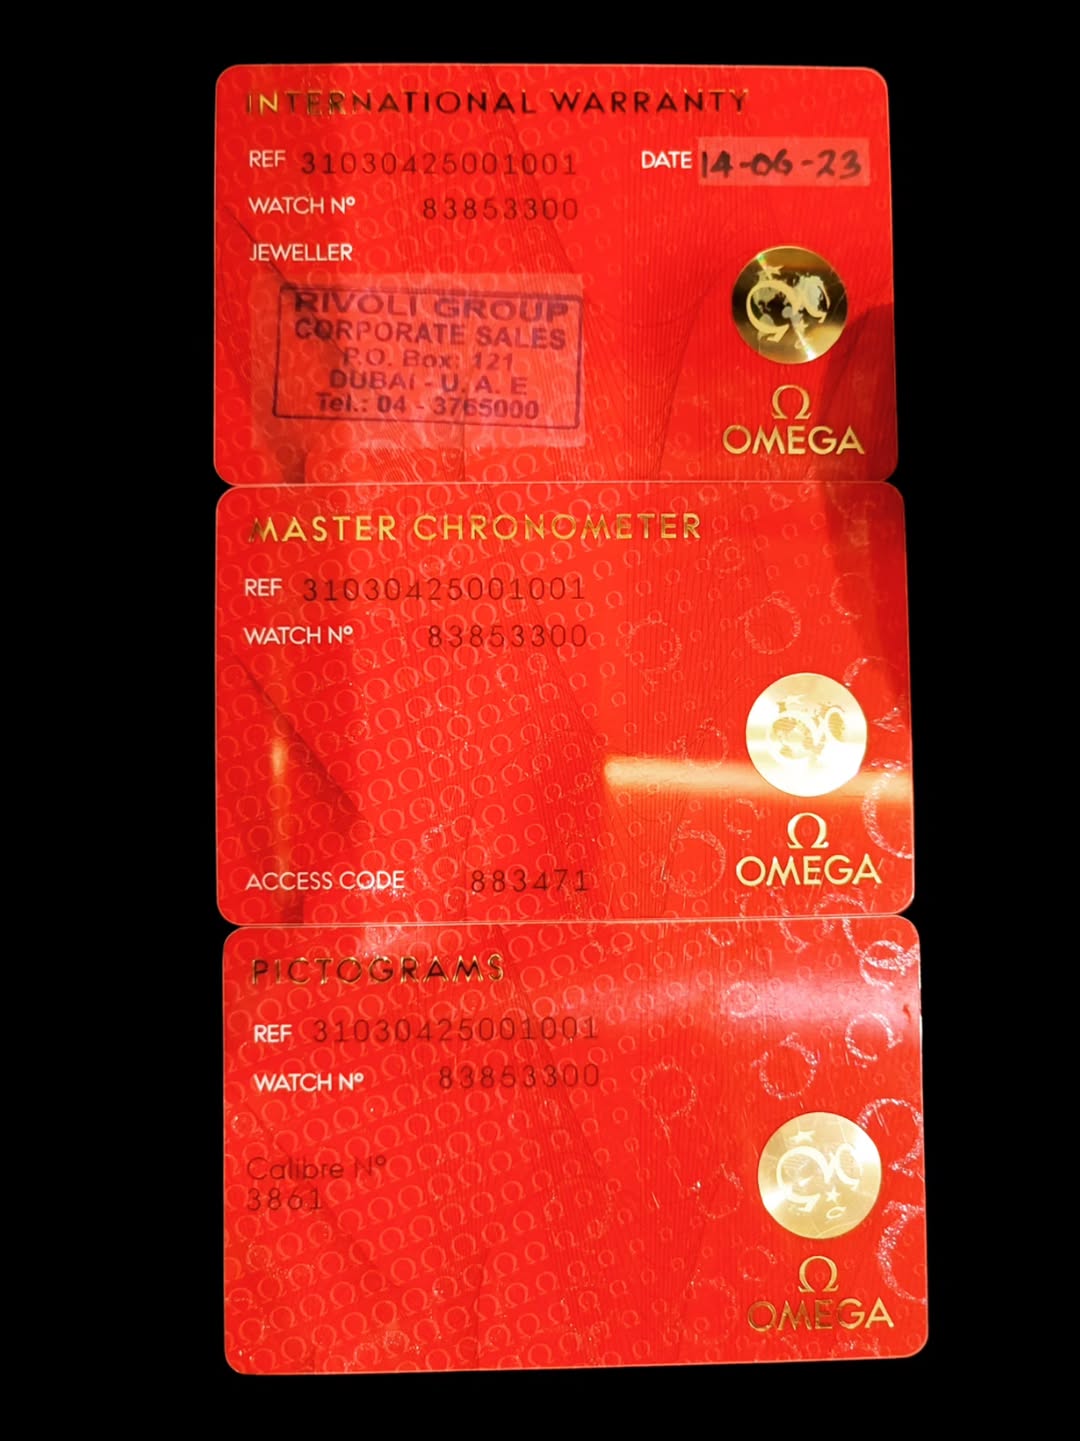 INTERNATIONAL WARRANTY
REF 31030425001001 DATE 14-06-23
WATCH Nº 83853300
JEWELLER
RIVOLI GROUP
CORPORATE SALES
P.O. Box: 121
DUBAI - U. A. E
Tel.: 04 - 3765000
Ω
OMEGA
MASTER CHRONOMETER
REF 31030425001001
WATCH Nº 83853300
ACCESS CODE 883471
Ω
OMEGA
PICTOGRAMS
REF 31030425001001
WATCH Nº 83853300
Calibre Nº
3861
Ω
OMEGA